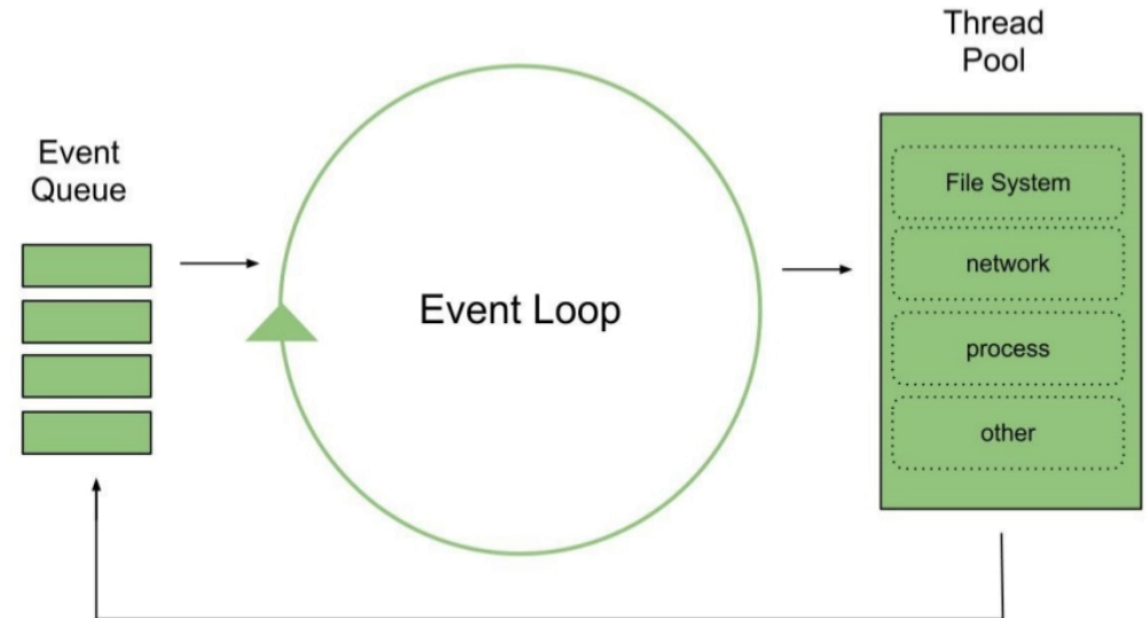 Event
Queue
Event Loop
Thread
Pool
File System
network
process
other